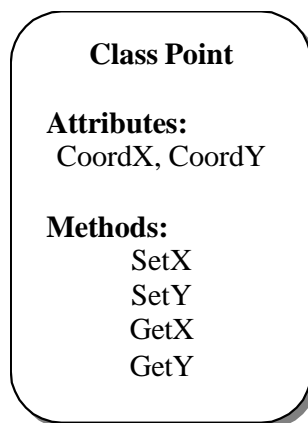 Class Point
Attributes:
CoordX, CoordY
Methods:
SetX
SetY
GetX
GetY